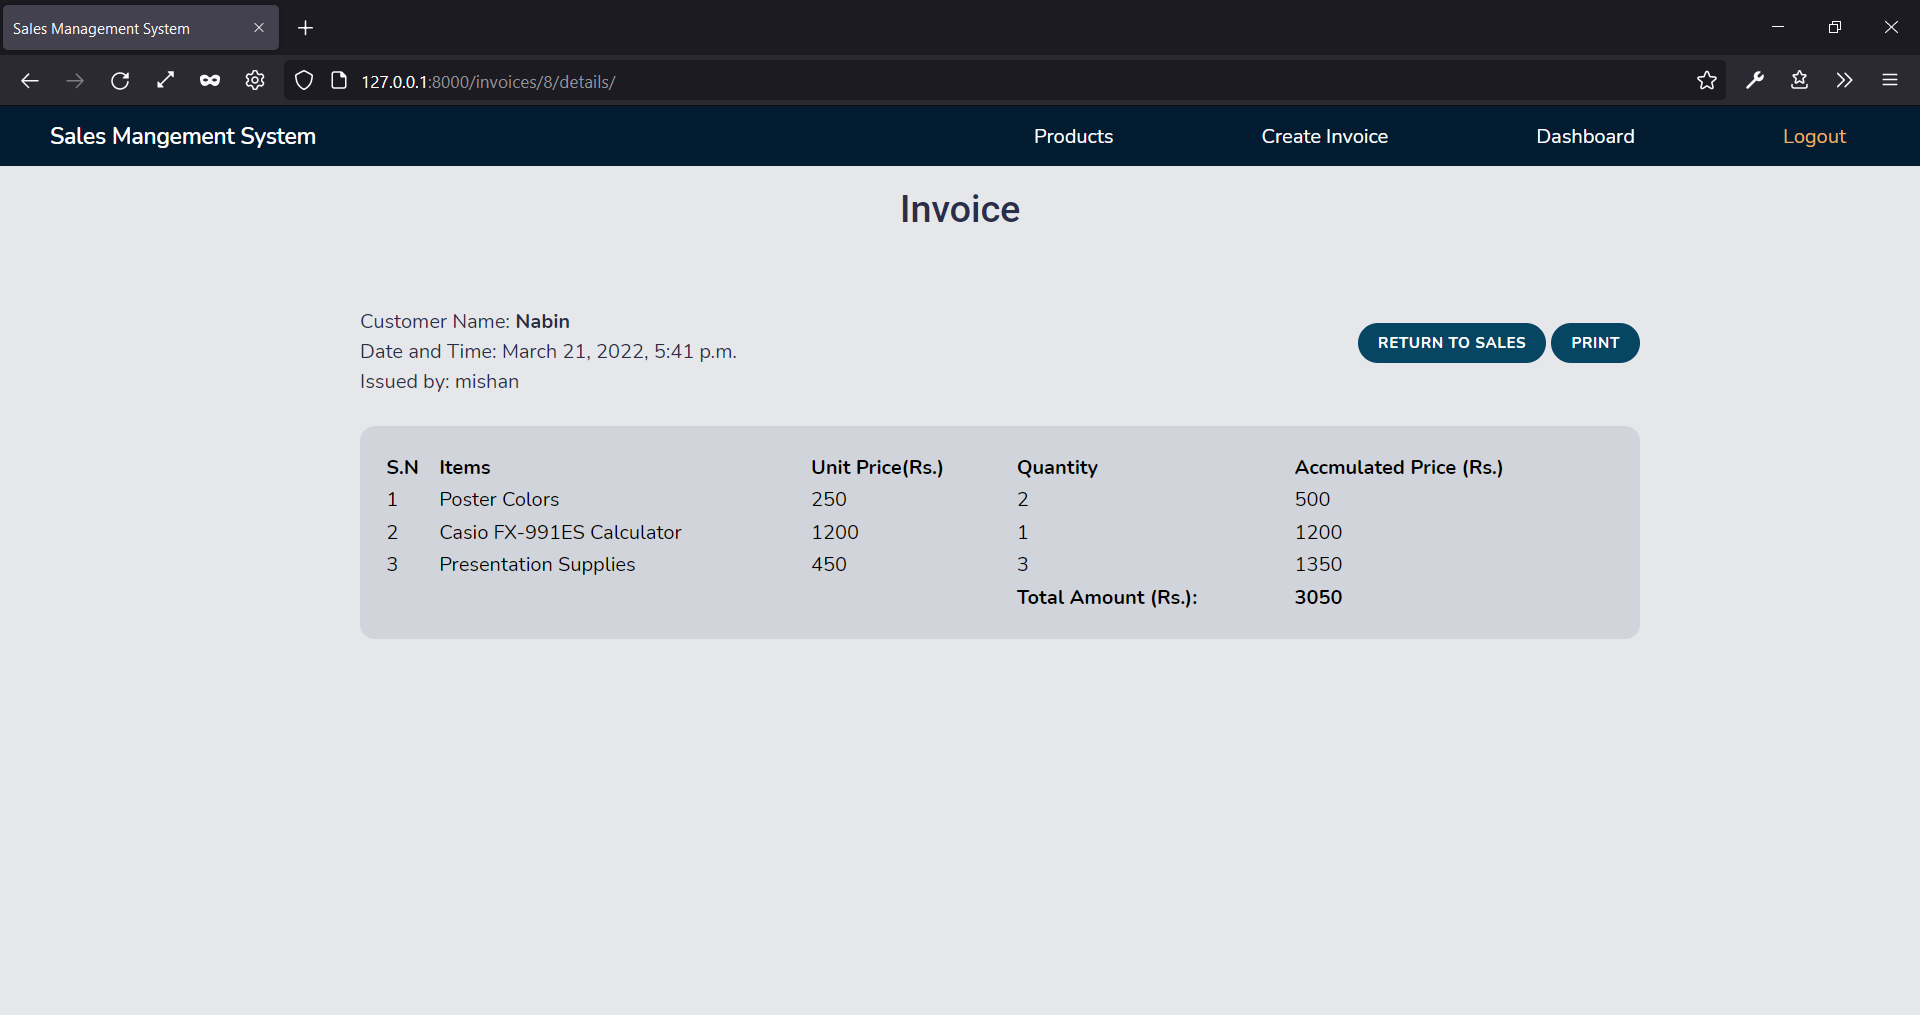 Sales Management System
127.0.0.1:8000/invoices/8/details/
Sales Mangement System Products Create Invoice Dashboard Logout
Invoice
Customer Name: Nabin
Date and Time: March 21, 2022, 5:41 p.m.
Issued by: mishan
RETURN TO SALES PRINT
S.N Items Unit Price(Rs.) Quantity Accmulated Price (Rs.)
1 Poster Colors 250 2 500
2 Casio FX-991ES Calculator 1200 1 1200
3 Presentation Supplies 450 3 1350
Total Amount (Rs.): 3050